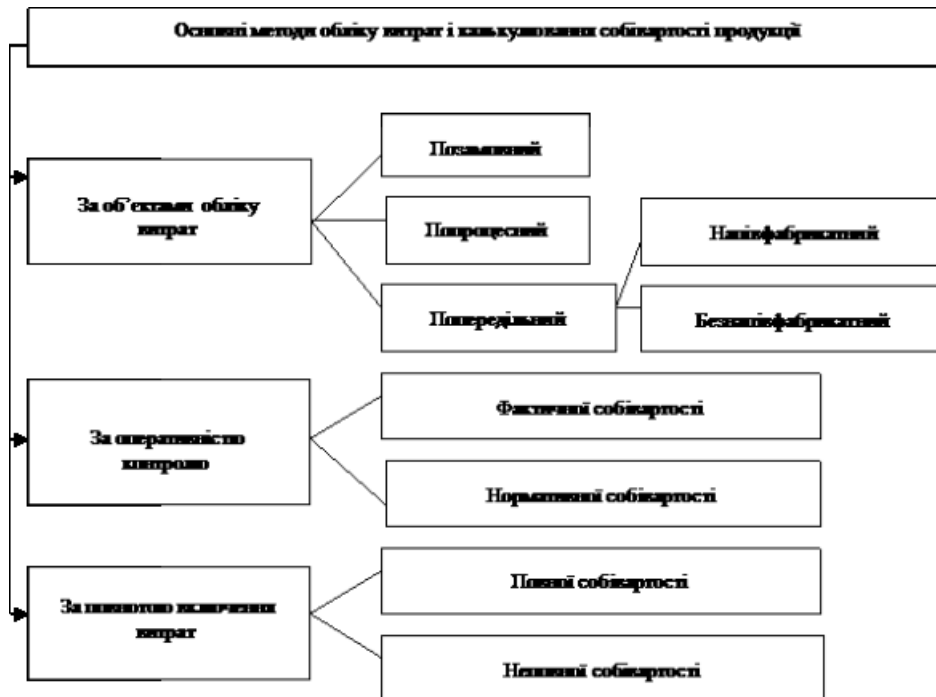 Основні методи обліку витрат і калькулювання собівартості продукції
Позамовний
За об’єктами обліку
витрат
Попроцесний
Напівфабрикатний
Попередільний
Безнапівфабрикатний
Фактичної собівартості
За оперативністю
контролю
Нормативної собівартості
Повної собівартості
За повнотою включення
витрат
Неповної собівартості